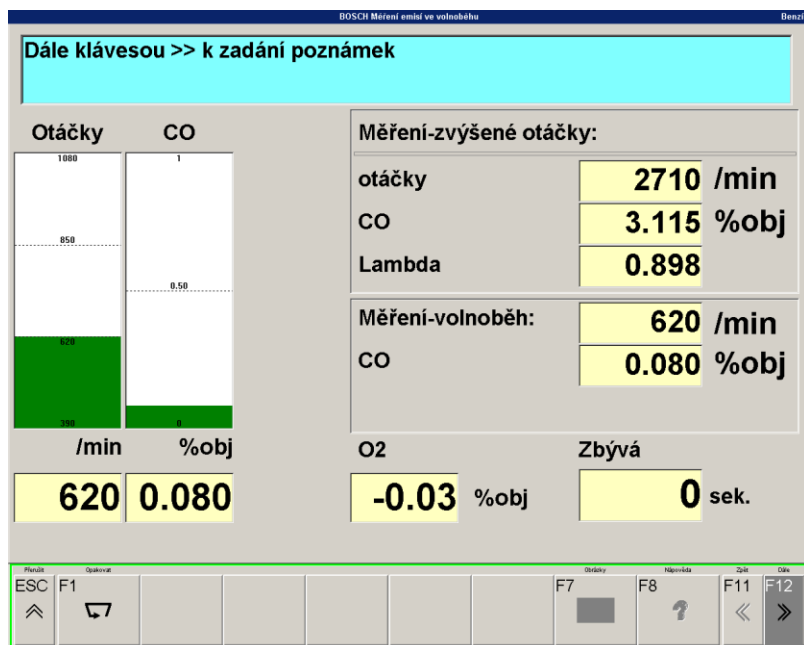 BOSCH Měření emisí ve volnoběhu
Benzí
Dále klávesou >> k zadání poznámek
Otáčky
CO
1080
850
620
390
1
0.50
0
/min
%obj
620
0.080
Měření-zvýšené otáčky:
otáčky 2710 /min
CO 3.115 %obj
Lambda 0.898
Měření-volnoběh: 620 /min
CO 0.080 %obj
O2
-0.03 %obj
Zbývá
0 sek.
Přerušit
ESC
Opakovat
F1
Obrázky
F7
Nápověda
F8
Zpět
F11
Dále
F12